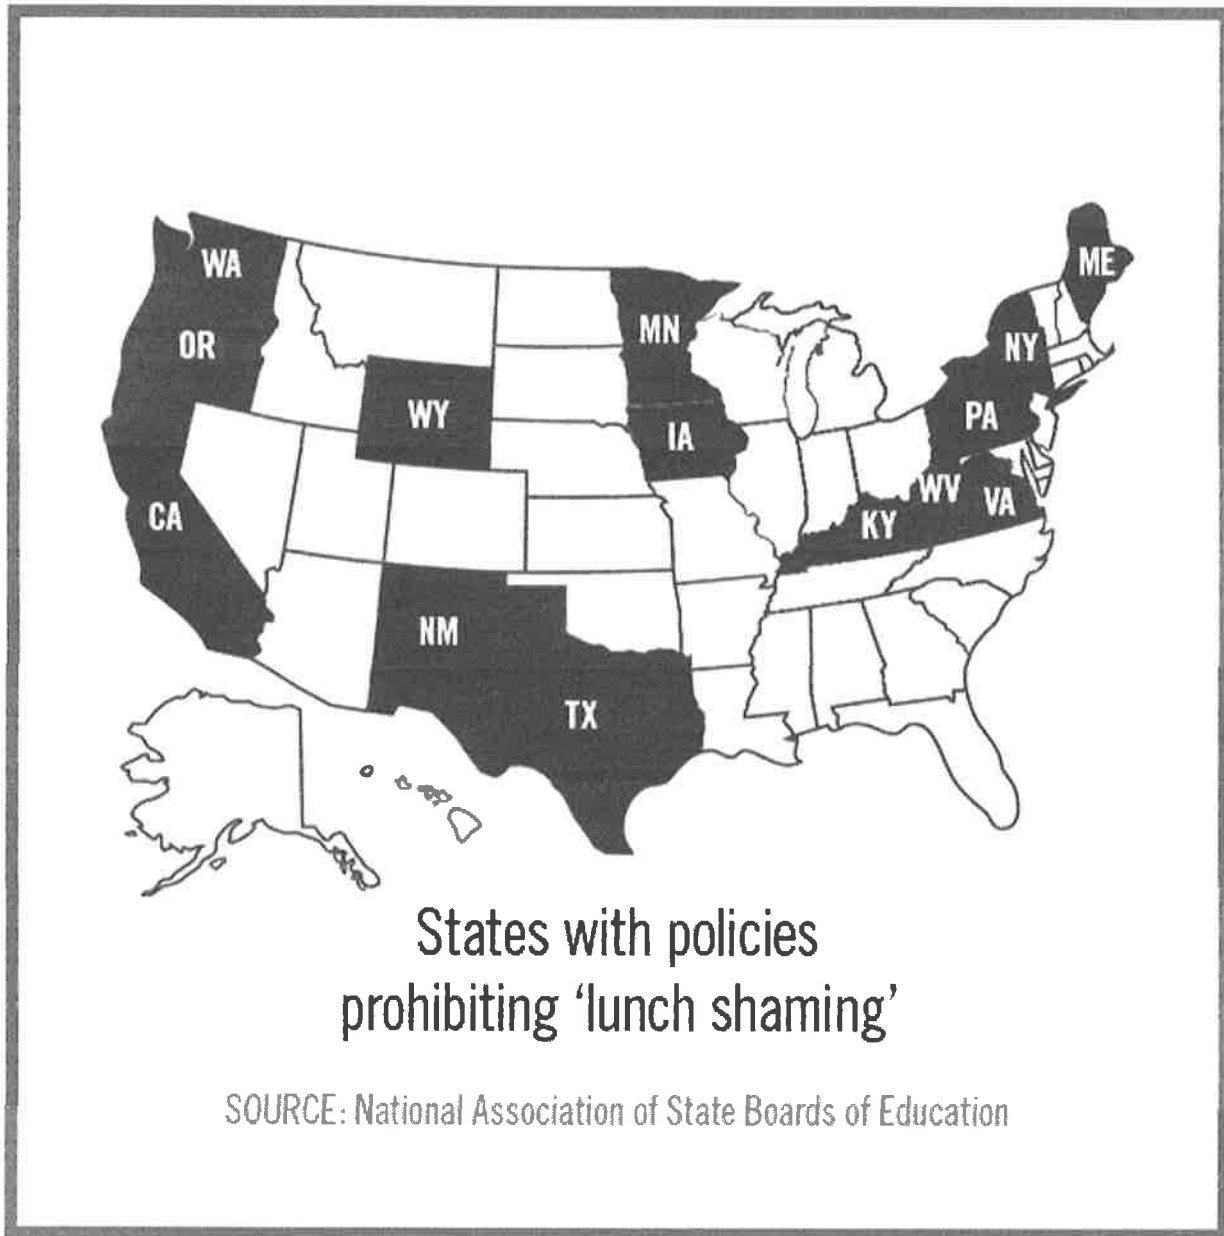 WA
ME
MN
OR
NY
WY
PA
IA
WV
VA
CA
KY
NM
TX
States with policies
prohibiting ‘lunch shaming’
SOURCE: National Association of State Boards of Education